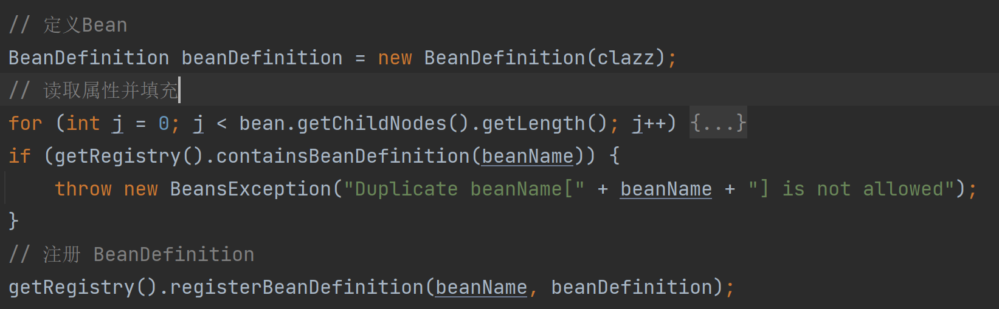 // 定义Bean
BeanDefinition beanDefinition = new BeanDefinition(clazz);
// 读取属性并填充
for (int j = 0; j < bean.getChildNodes().getLength(); j++) {...}
if (getRegistry().containsBeanDefinition(beanName)) {
    throw new BeansException("Duplicate beanName[" + beanName + "] is not allowed");
}
// 注册 BeanDefinition
getRegistry().registerBeanDefinition(beanName, beanDefinition);